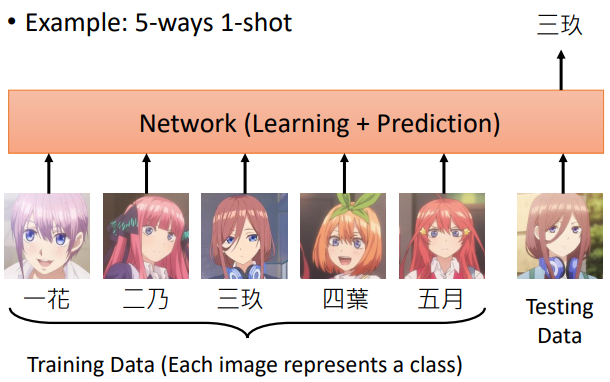 • Example: 5-ways 1-shot
三玖
Network (Learning + Prediction)
一花 二乃 三玖 四葉 五月
Testing
Data
Training Data (Each image represents a class)